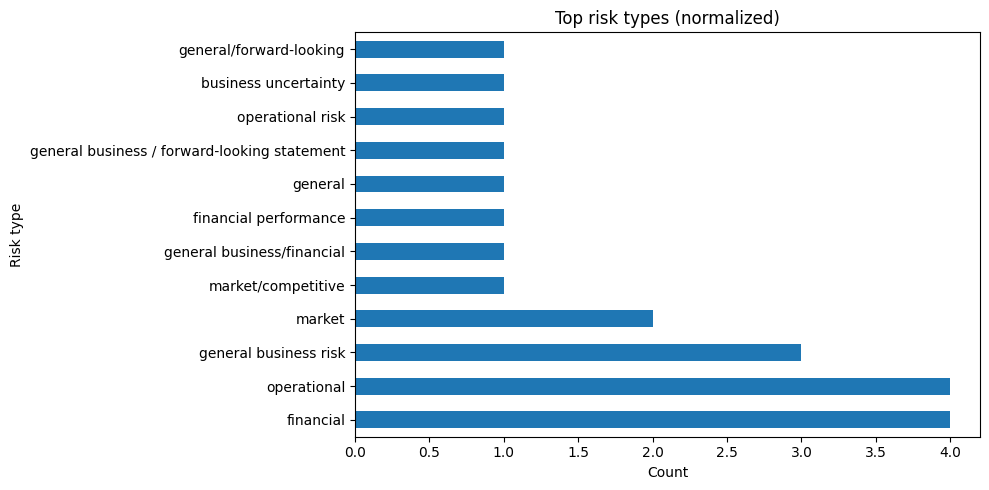 Top risk types (normalized)
general/forward-looking
business uncertainty
operational risk
general business / forward-looking statement
general
financial performance
general business/financial
market/competitive
market
general business risk
operational
financial
Risk type
0.0 0.5 1.0 1.5 2.0 2.5 3.0 3.5 4.0
Count